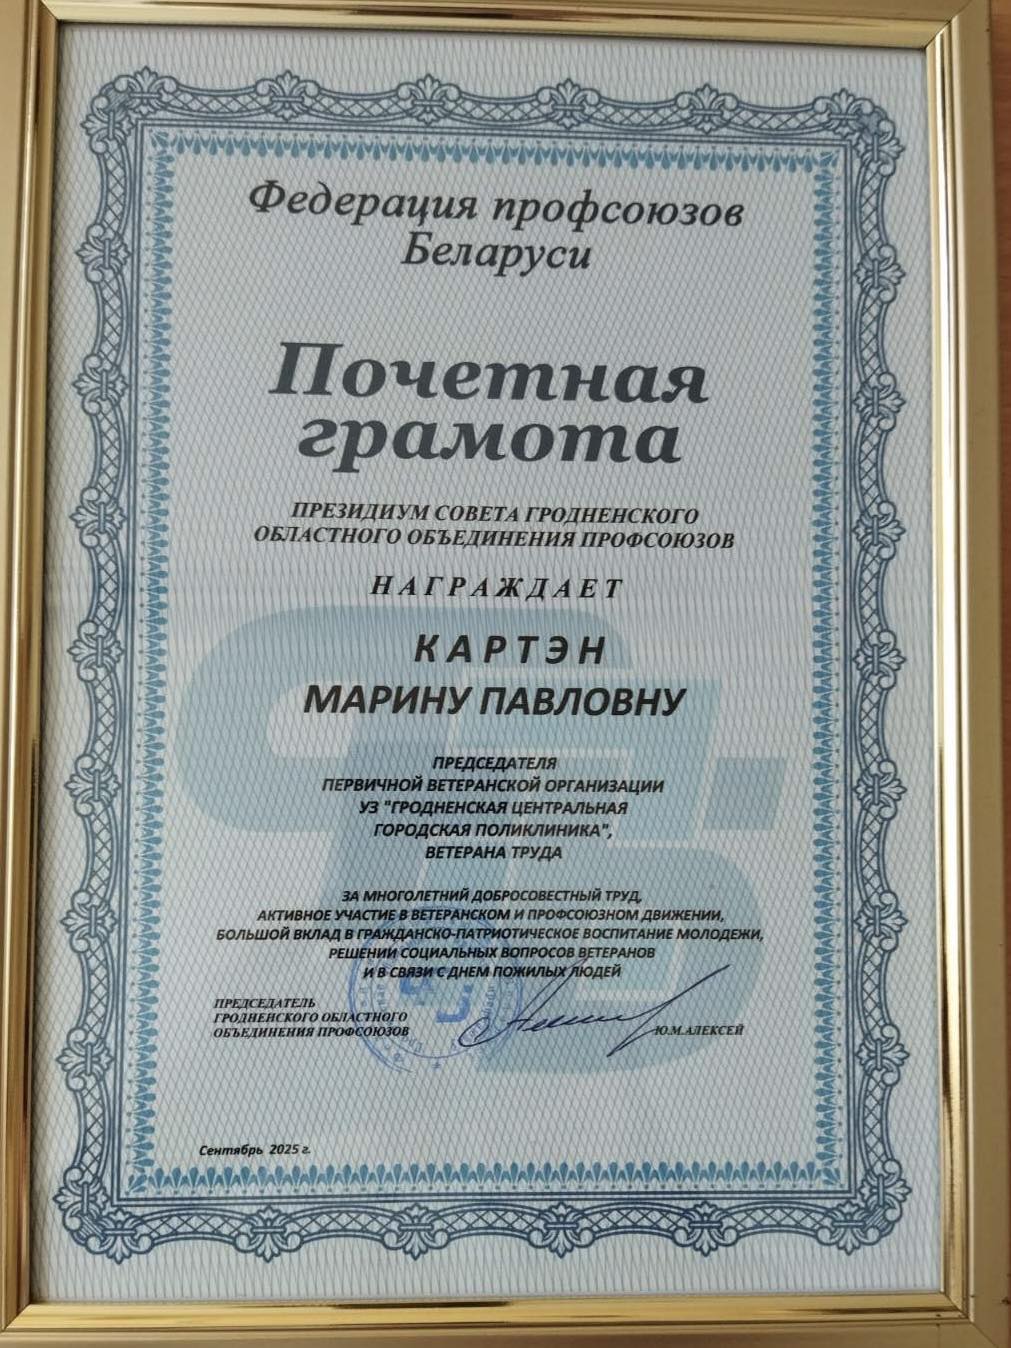 Федерация профсоюзов
Беларуси
Почетная
грамота
ПРЕЗИДИУМ СОВЕТА ГРОДНЕНСКОГО
ОБЛАСТНОГО ОБЪЕДИНЕНИЯ ПРОФСОЮЗОВ
НАГРАЖДАЕТ
КАРТЭН
МАРИНУ ПАВЛОВНУ
ПРЕДСЕДАТЕЛЯ
ПЕРВИЧНОЙ ВЕТЕРАНСКОЙ ОРГАНИЗАЦИИ
УЗ "ГРОДНЕНСКАЯ ЦЕНТРАЛЬНАЯ
ГОРОДСКАЯ ПОЛИКЛИНИКА",
ВЕТЕРАНА ТРУДА
ЗА МНОГОЛЕТНИЙ ДОБРОСОВЕСТНЫЙ ТРУД,
АКТИВНОЕ УЧАСТИЕ В ВЕТЕРАНСКОМ И ПРОФСОЮЗНОМ ДВИЖЕНИИ,
БОЛЬШОЙ ВКЛАД В ГРАЖДАНСКО-ПАТРИОТИЧЕСКОЕ ВОСПИТАНИЕ МОЛОДЕЖИ,
РЕШЕНИИ СОЦИАЛЬНЫХ ВОПРОСОВ ВЕТЕРАНОВ
И В СВЯЗИ С ДНЕМ ПОЖИЛЫХ ЛЮДЕЙ
ПРЕДСЕДАТЕЛЬ
ГРОДНЕНСКОГО ОБЛАСТНОГО
ОБЪЕДИНЕНИЯ ПРОФСОЮЗОВ
Ю.М.АЛЕКСЕЙ
Сентябрь 2025 г.